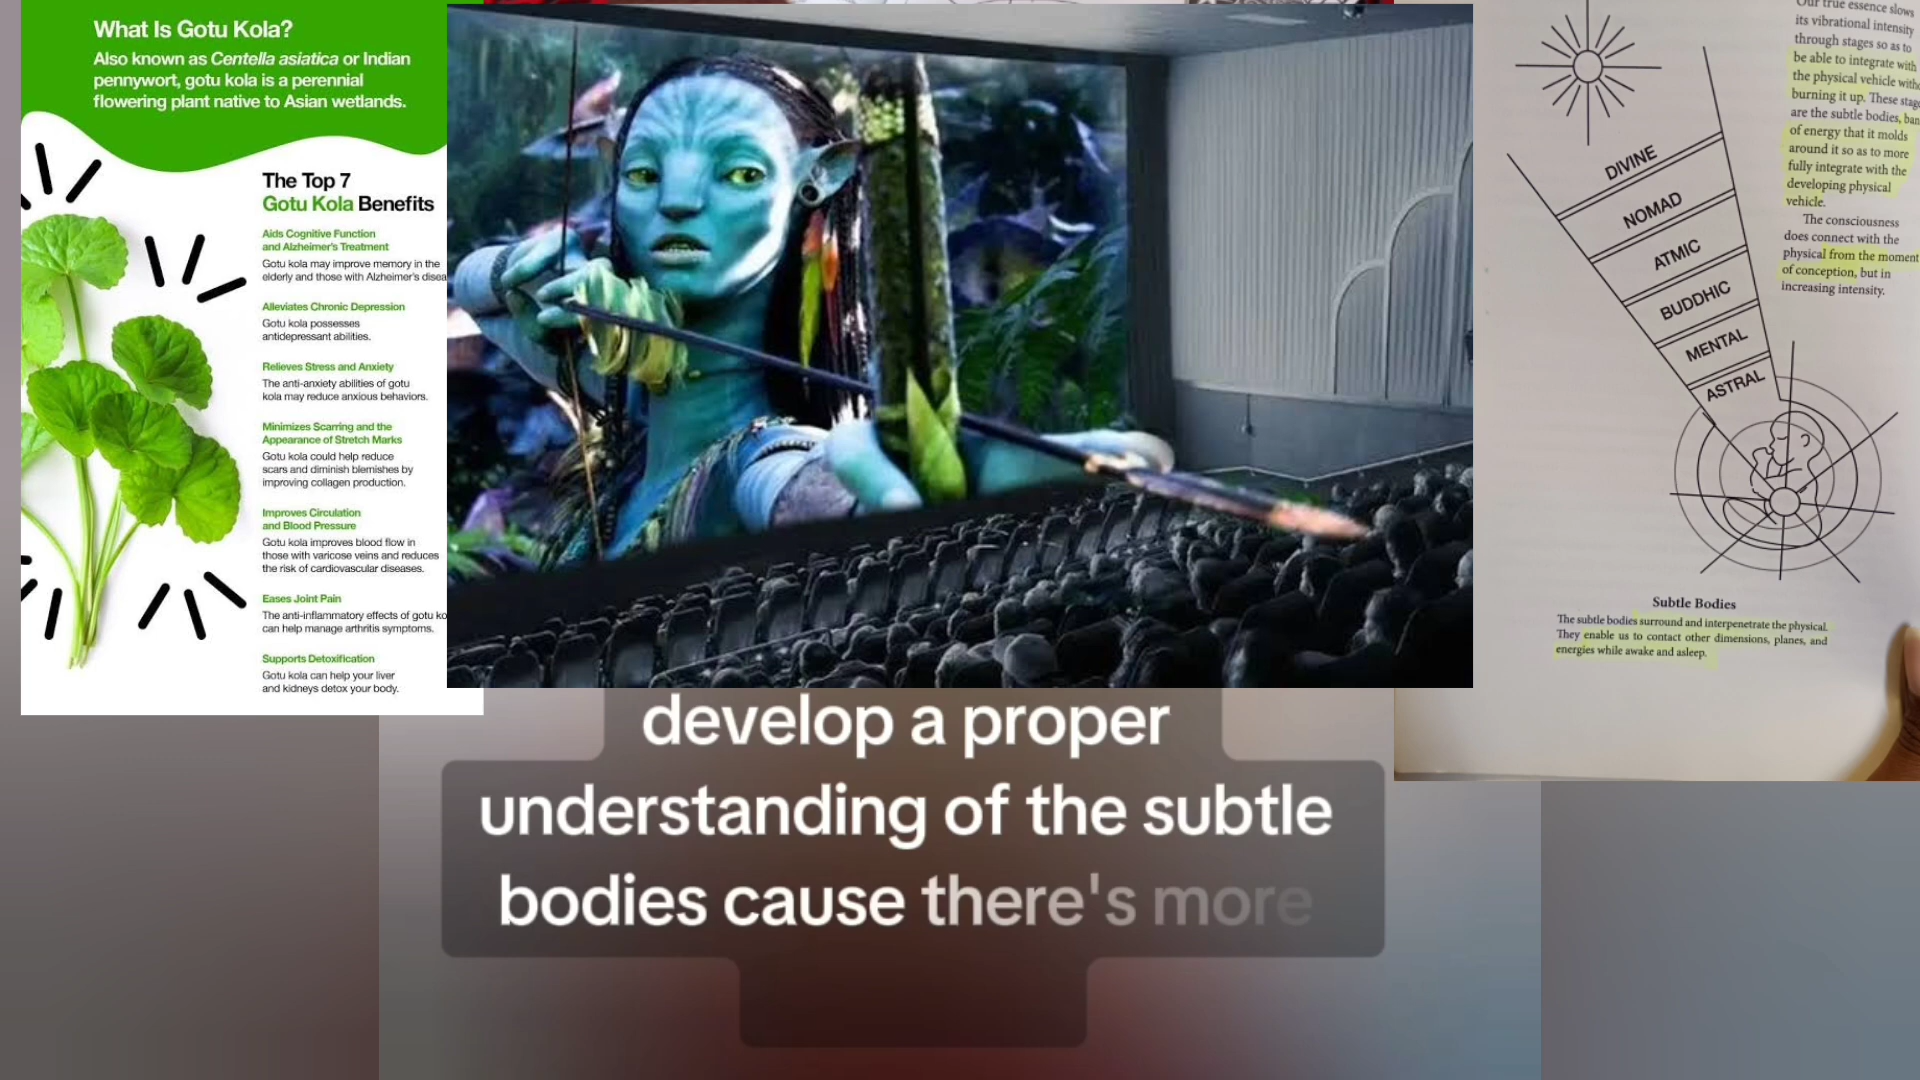 What Is Gotu Kola?
Also known as Centella asiatica or Indian
pennywort, gotu kola is a perennial
flowering plant native to Asian wetlands.
The Top 7
Gotu Kola Benefits
Aids Cognitive Function
and Alzheimer's Treatment
Gotu kola may improve memory in the
elderly and those with Alzheimer's disea
Alleviates Chronic Depression
Gotu kola possesses
antidepressant abilities.
Relieves Stress and Anxiety
The anti-anxiety abilities of gotu
kola may reduce anxious behaviors.
Minimizes Scarring and the
Appearance of Stretch Marks
Gotu kola could help reduce
scars and diminish blemishes by
improving collagen production.
Improves Circulation
and Blood Pressure
Gotu kola improves blood flow in
those with varicose veins and reduces
the risk of cardiovascular diseases.
Eases Joint Pain
The anti-inflammatory effects of gotu ko
can help manage arthritis symptoms.
Supports Detoxification
Gotu kola can help your liver
and kidneys detox your body.
develop a proper
understanding of the subtle
bodies cause there's more
Our true essence slows
its vibrational intensity
through stages so as to
be able to integrate with
the physical vehicle witho
burning it up. These stag
are the subtle bodies, ban
of energy that it molds
around it so as to more
fully integrate with the
developing physical
vehicle.
The consciousness
does connect with the
physical from the moment
of conception, but in
increasing intensity.
DIVINE
NOMAD
ATMIC
BUDDHIC
MENTAL
ASTRAL
Subtle Bodies
The subtle bodies surround and interpenetrate the physical.
They enable us to contact other dimensions, planes, and
energies while awake and asleep.